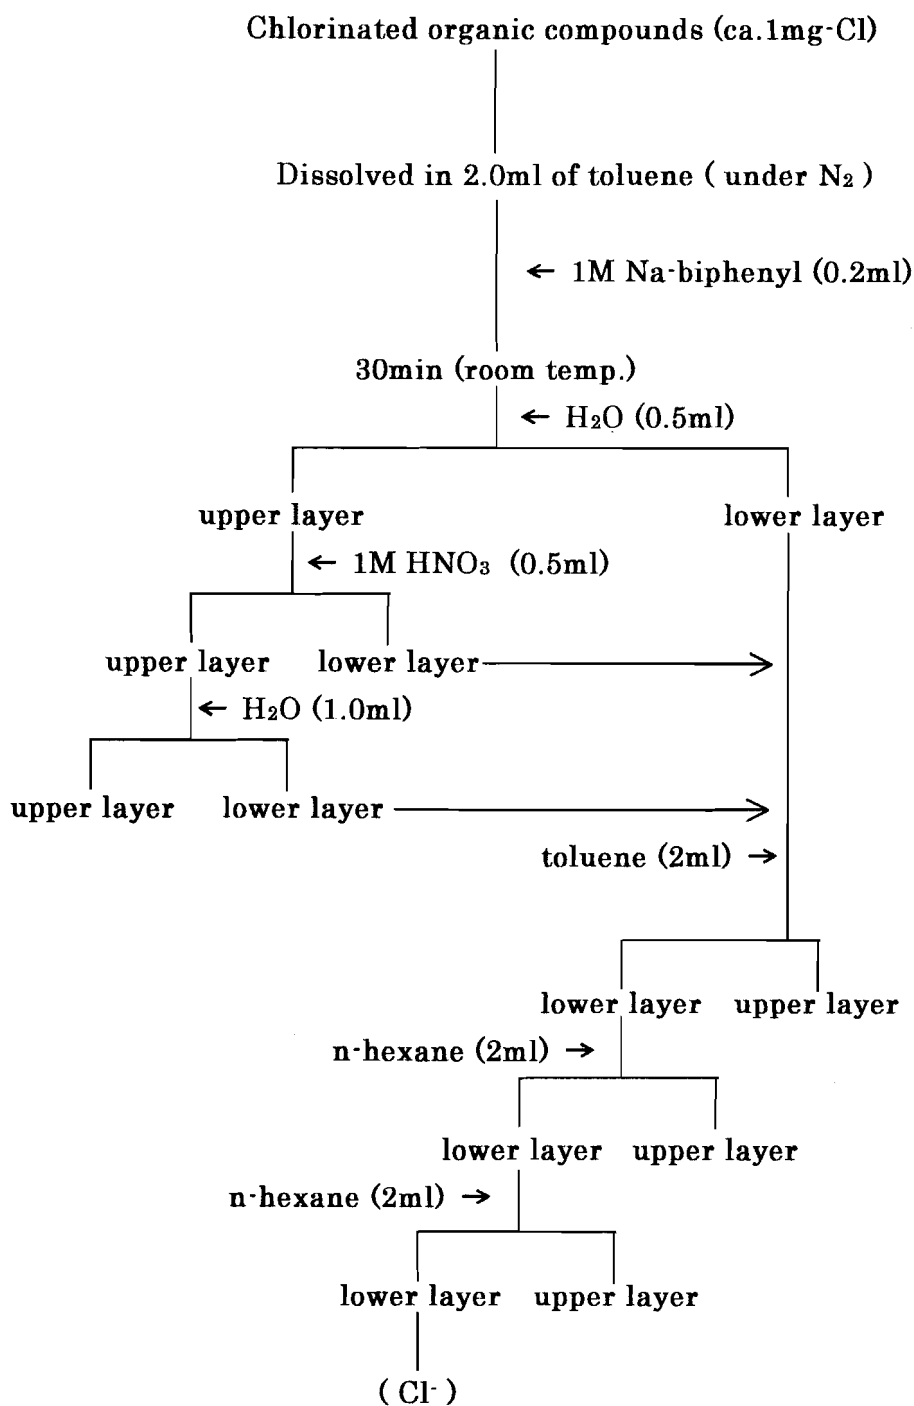 Chlorinated organic compounds (ca.1mg-Cl)
Dissolved in 2.0ml of toluene ( under N₂ )
← 1M Na-biphenyl (0.2ml)
30min (room temp.)
← H₂O (0.5ml)
upper layer
lower layer
← 1M HNO₃ (0.5ml)
upper layer
lower layer
← H₂O (1.0ml)
upper layer
lower layer
toluene (2ml) →
lower layer
upper layer
n-hexane (2ml) →
lower layer
upper layer
n-hexane (2ml) →
lower layer
upper layer
( Cl⁻ )